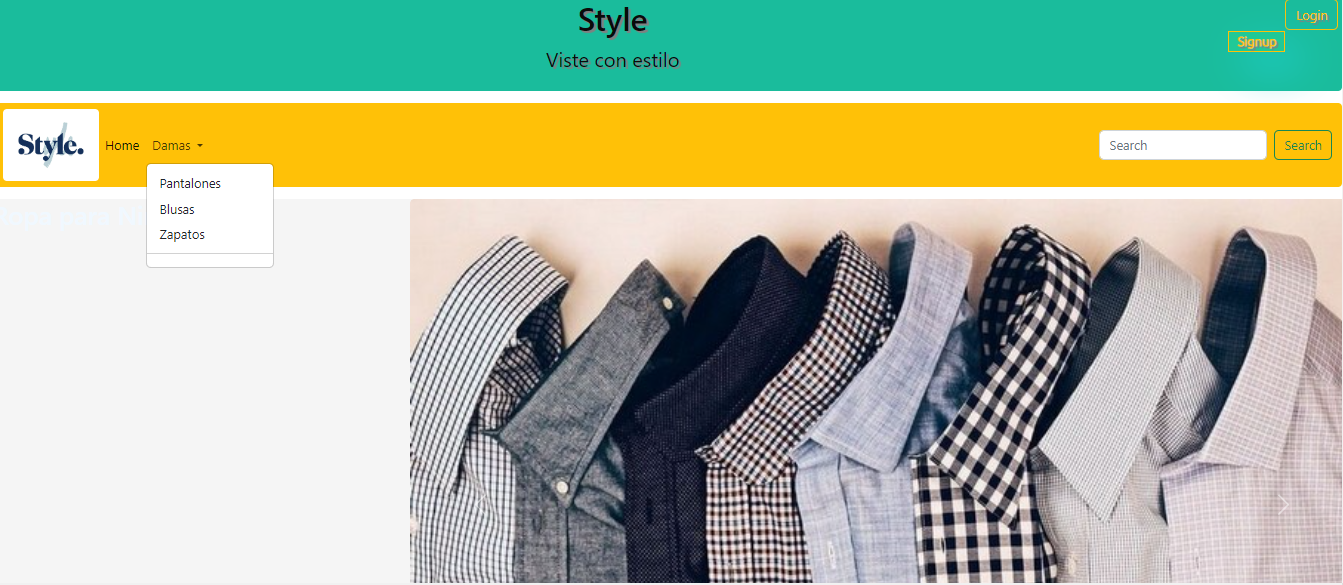 Style
Viste con estilo
Login
Signup
Style.
Home
Damas
Search
Search
Pantalones
Blusas
Zapatos